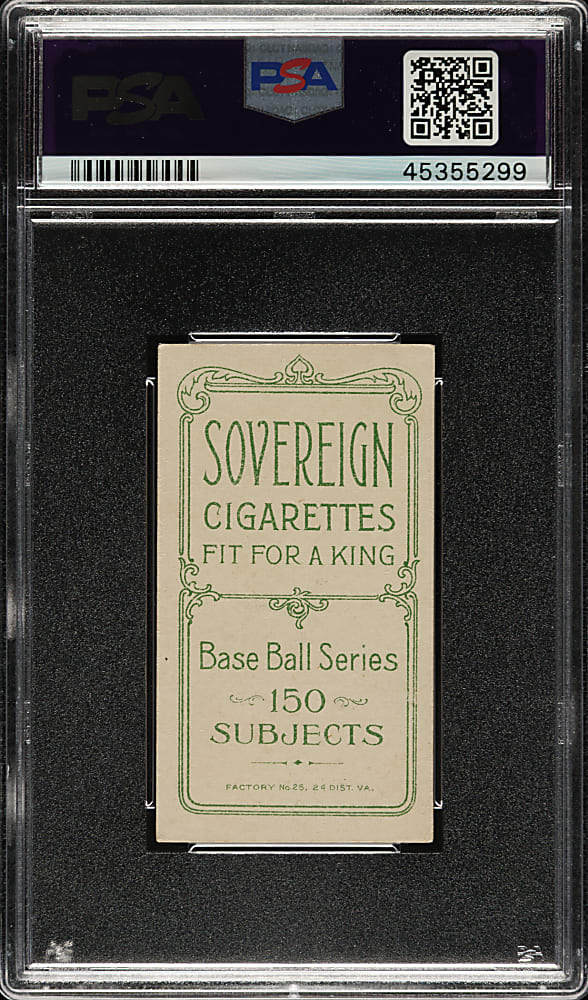 PSA
PSA
45355299
SOVEREIGN
CIGARETTES
FIT FOR A KING
Base Ball Series
150
SUBJECTS
FACTORY No 25, 2D DIST. VA.